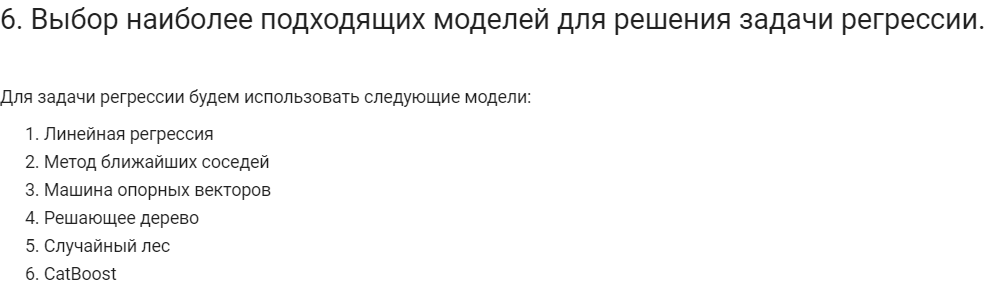 6. Выбор наиболее подходящих моделей для решения задачи регрессии.
Для задачи регрессии будем использовать следующие модели:
1. Линейная регрессия
2. Метод ближайших соседей
3. Машина опорных векторов
4. Решающее дерево
5. Случайный лес
6. CatBoost